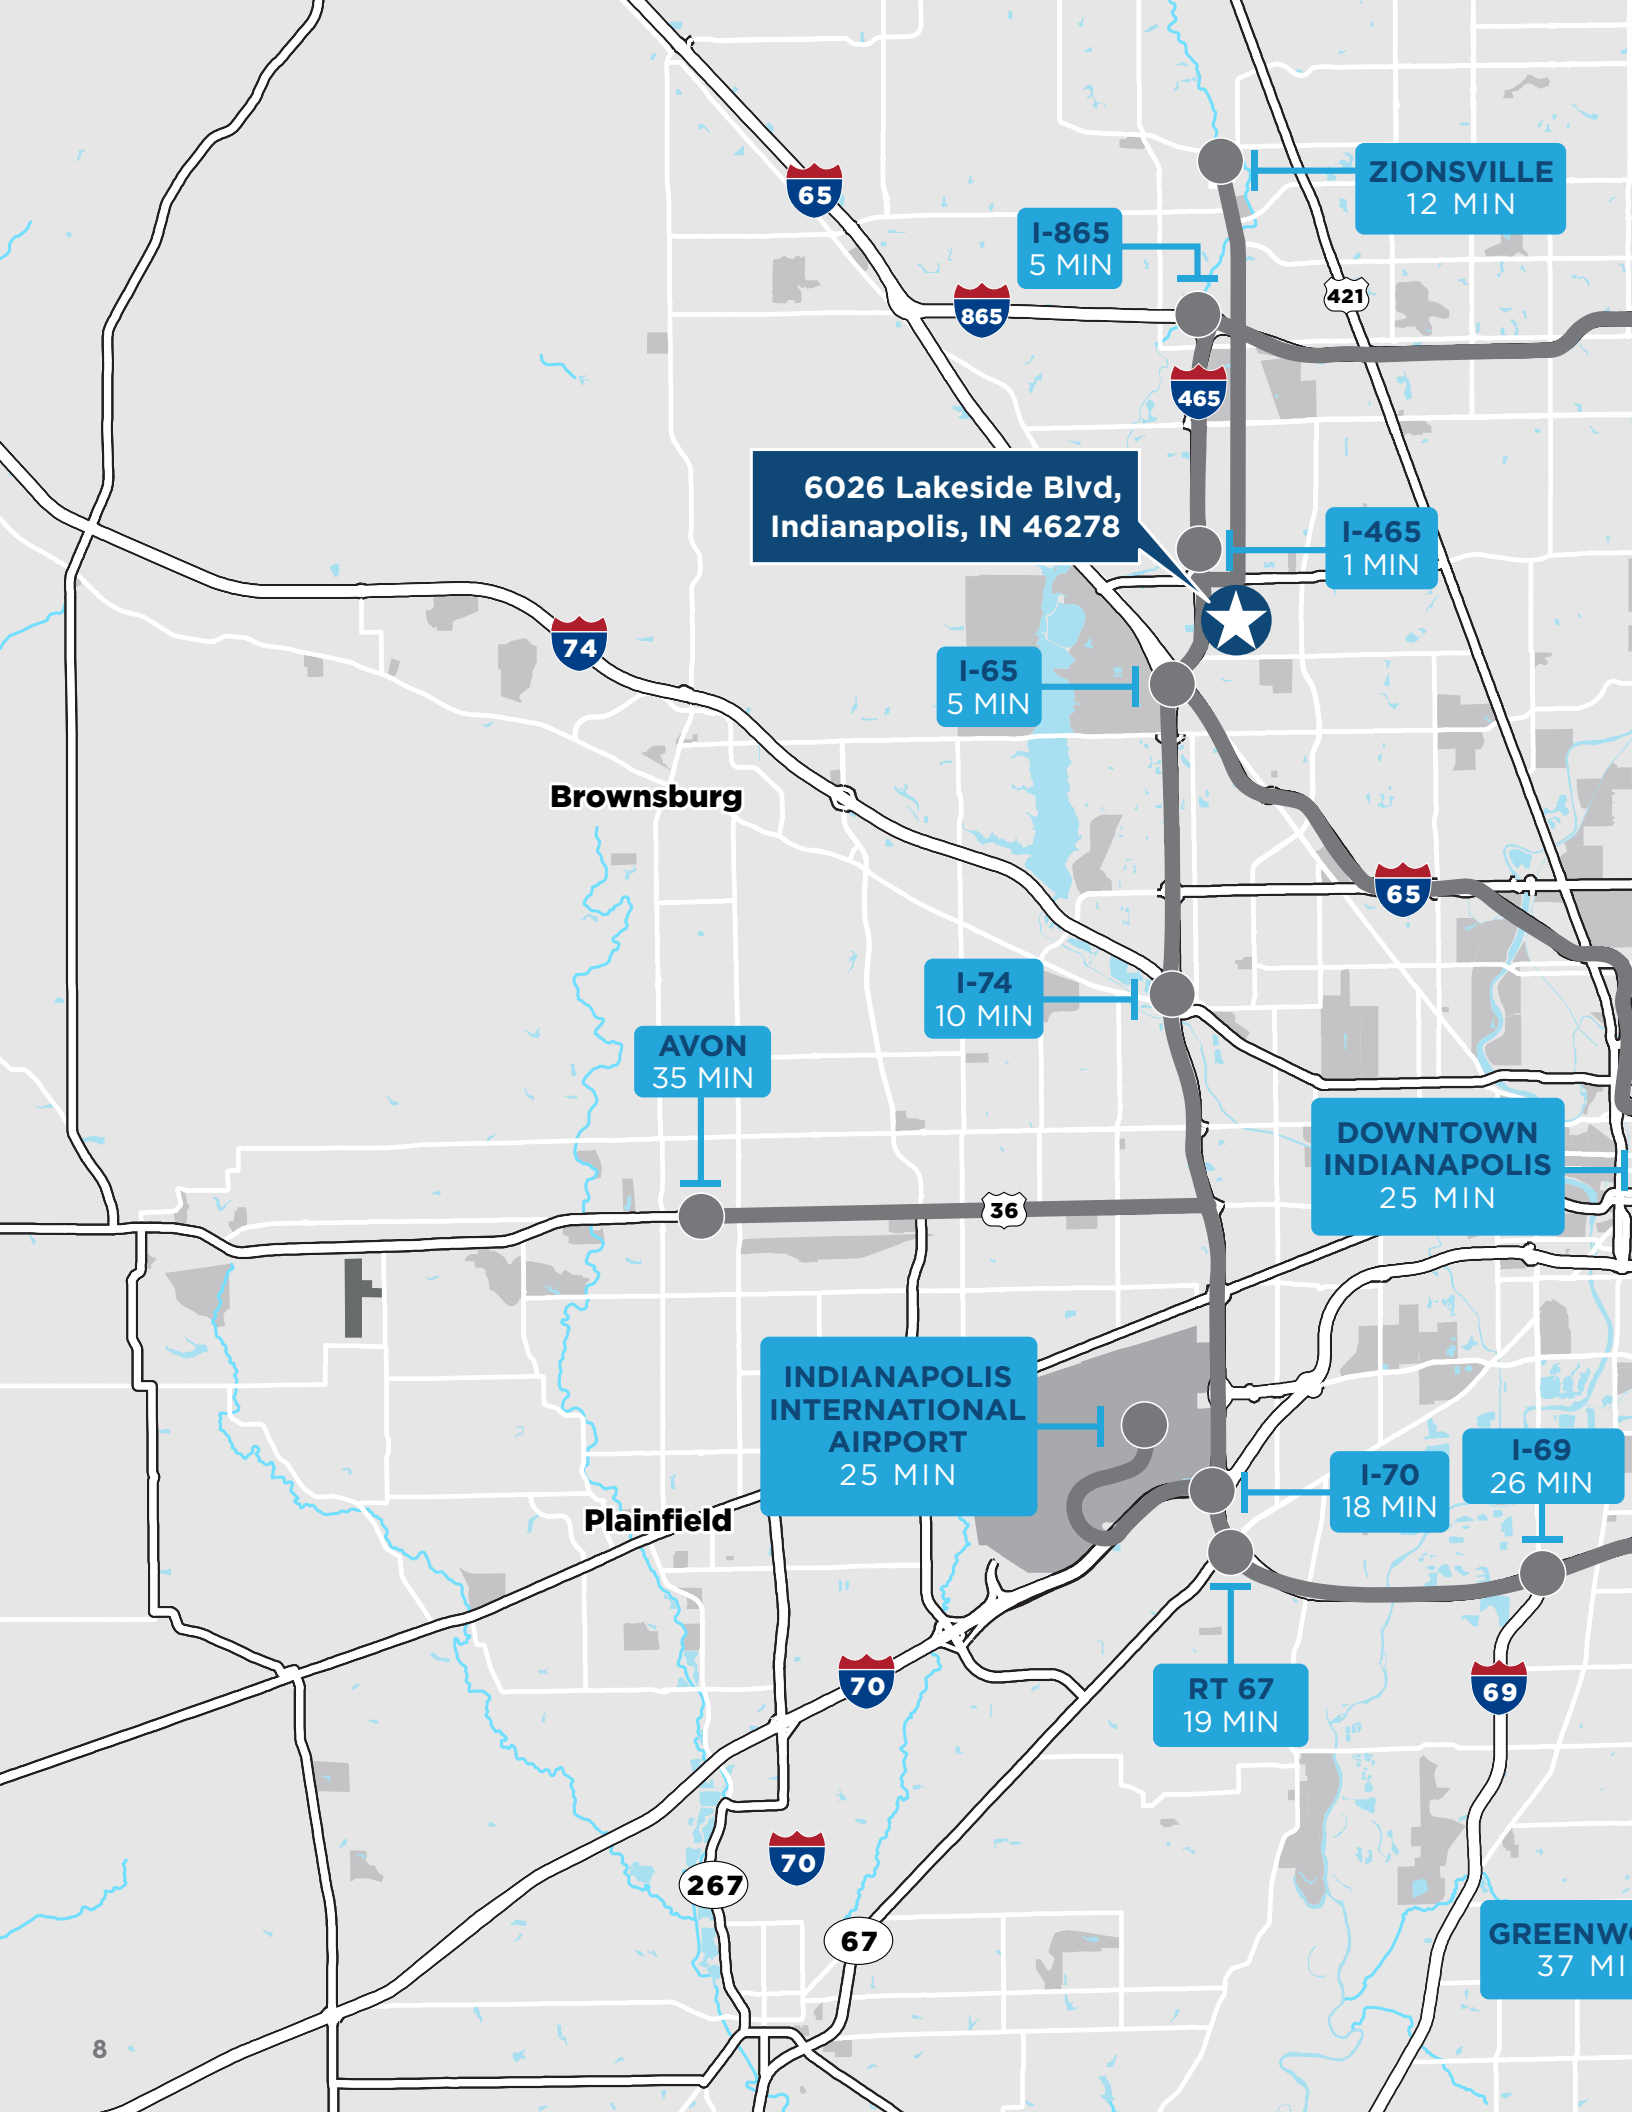 65
ZIONSVILLE
12 MIN
I-865
5 MIN
421
865
465
6026 Lakeside Blvd,
Indianapolis, IN 46278
I-465
1 MIN
74
I-65
5 MIN
Brownsburg
65
I-74
10 MIN
AVON
35 MIN
DOWNTOWN
INDIANAPOLIS
25 MIN
36
INDIANAPOLIS
INTERNATIONAL
AIRPORT
25 MIN
I-70
18 MIN
I-69
26 MIN
Plainfield
70
RT 67
19 MIN
69
70
267
67
GREENWO
37 MI
8